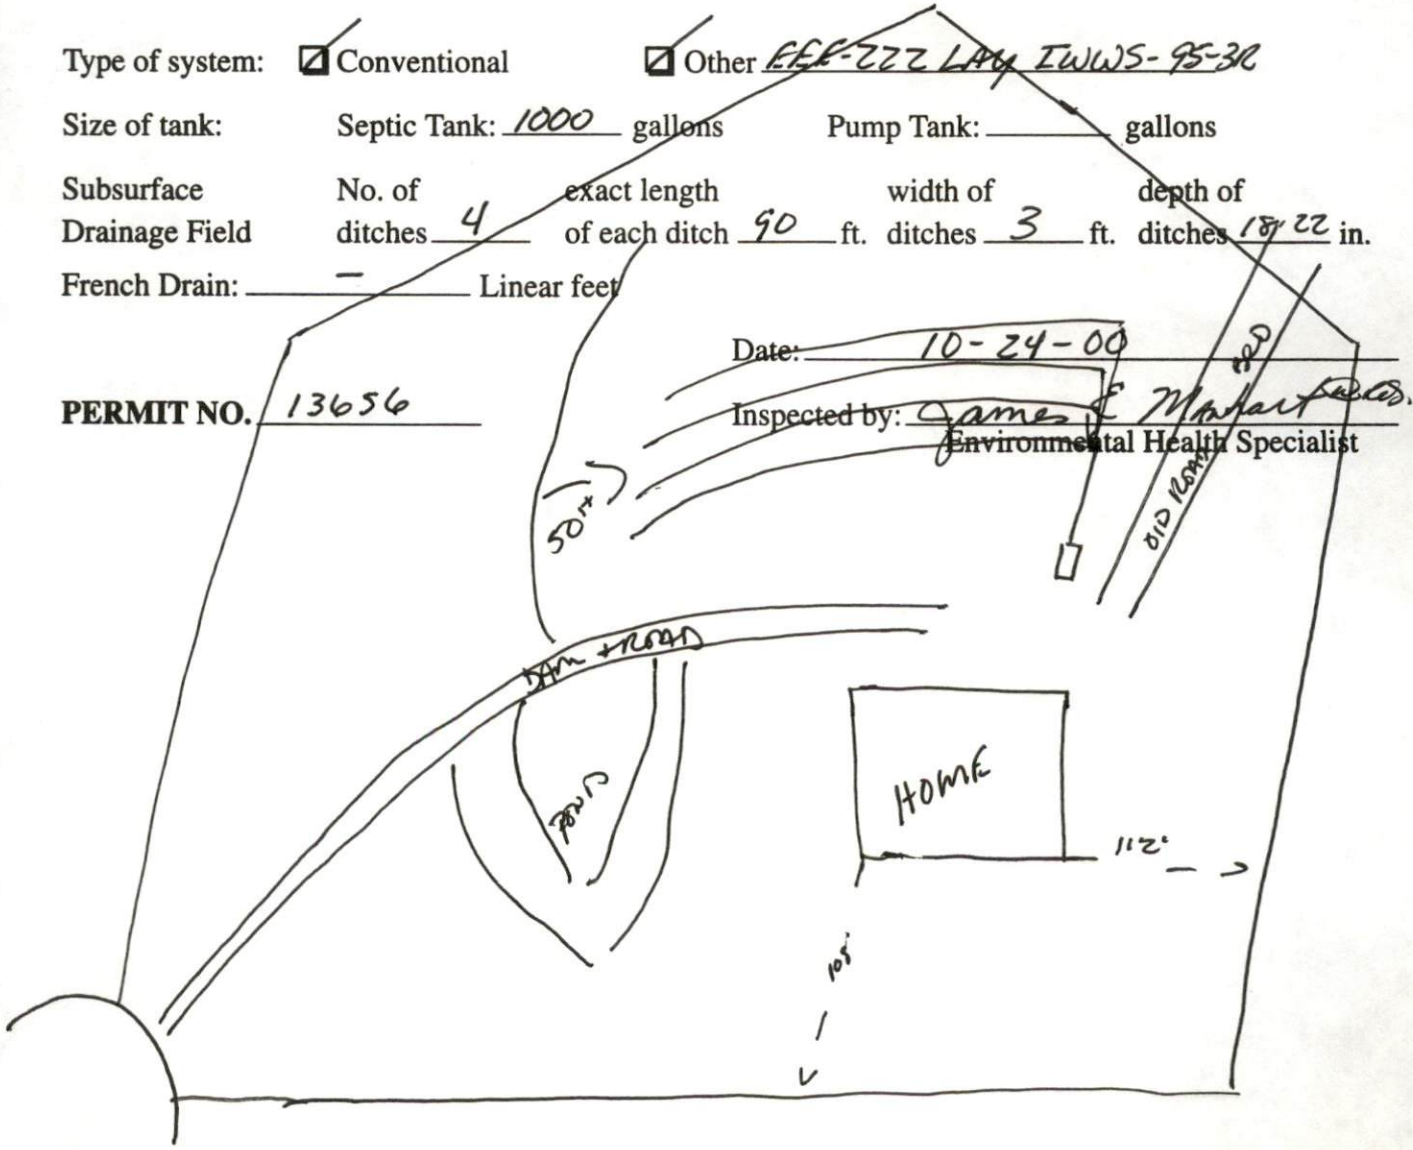 Type of system: ☑ Conventional ☑ Other EEE-ZZZ LAY IWWS-95-3R
Size of tank: Septic Tank: 1000 gallons Pump Tank: ____ gallons
Subsurface No. of exact length width of depth of
Drainage Field ditches 4 of each ditch 90 ft. ditches 3 ft. ditches 18-22 in.
French Drain: — Linear feet
Date: 10-24-00
PERMIT NO. 13656 Inspected by: James E
Environmental Health Specialist
OLD ROAD
50 ft
DAM + ROAD
POND
HOME
112'
108'